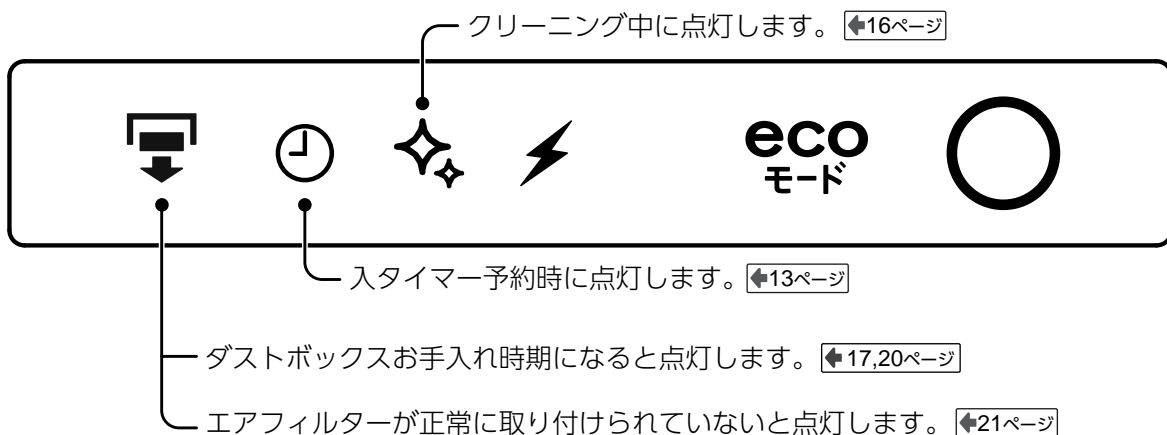 クリーニング中に点灯します。 16ページ
eco
モード
入タイマー予約時に点灯します。 13ページ
ダストボックスお手入れ時期になると点灯します。 17,20ページ
エアフィルターが正常に取り付けられていないと点灯します。 21ページ